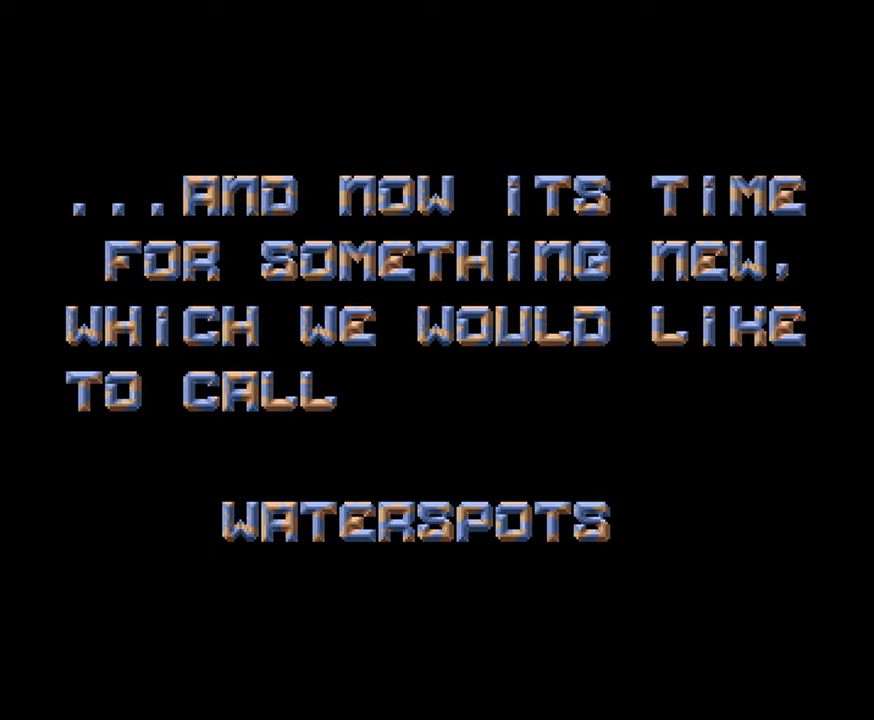 ...AND NOW iTS TiME
FOR SOMETHiNG NEW,
WHiCH WE WOULD LiKE
TO CALL
WATERSPOTS